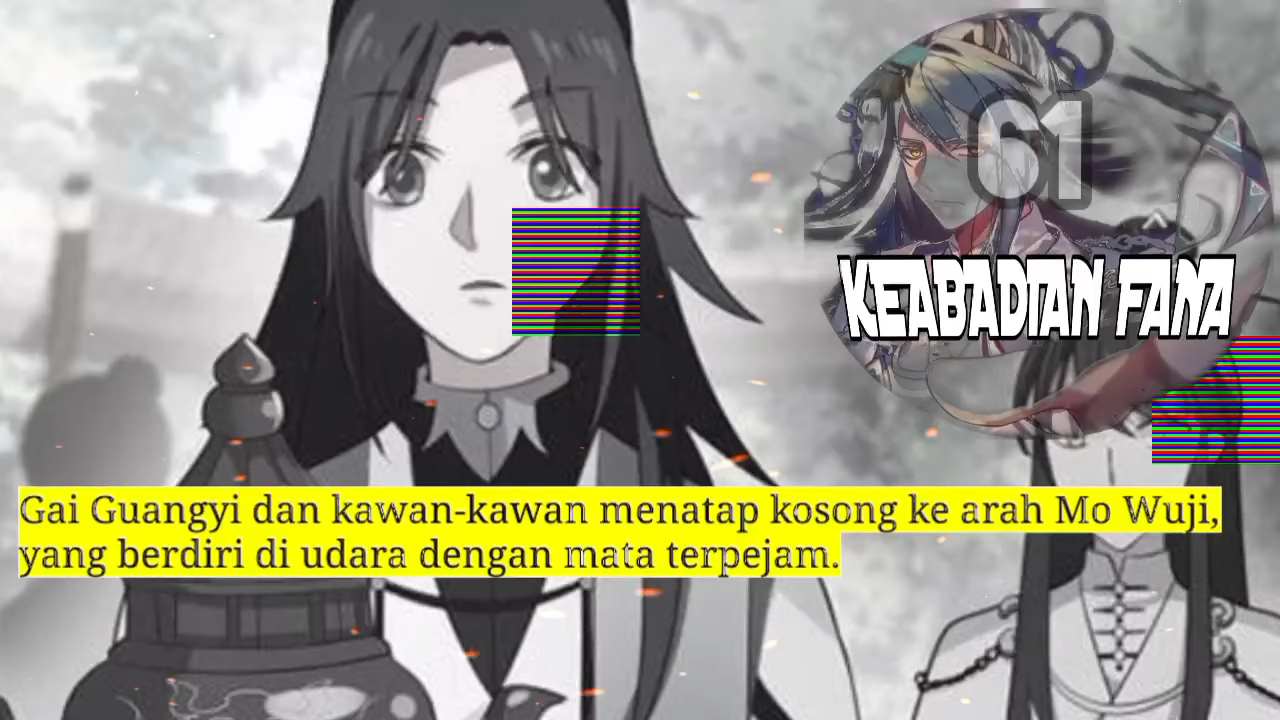 61
KEABADIAN FANA
Gai Guangyi dan kawan-kawan menatap kosong ke arah Mo Wuji,
yang berdiri di udara dengan mata terpejam.